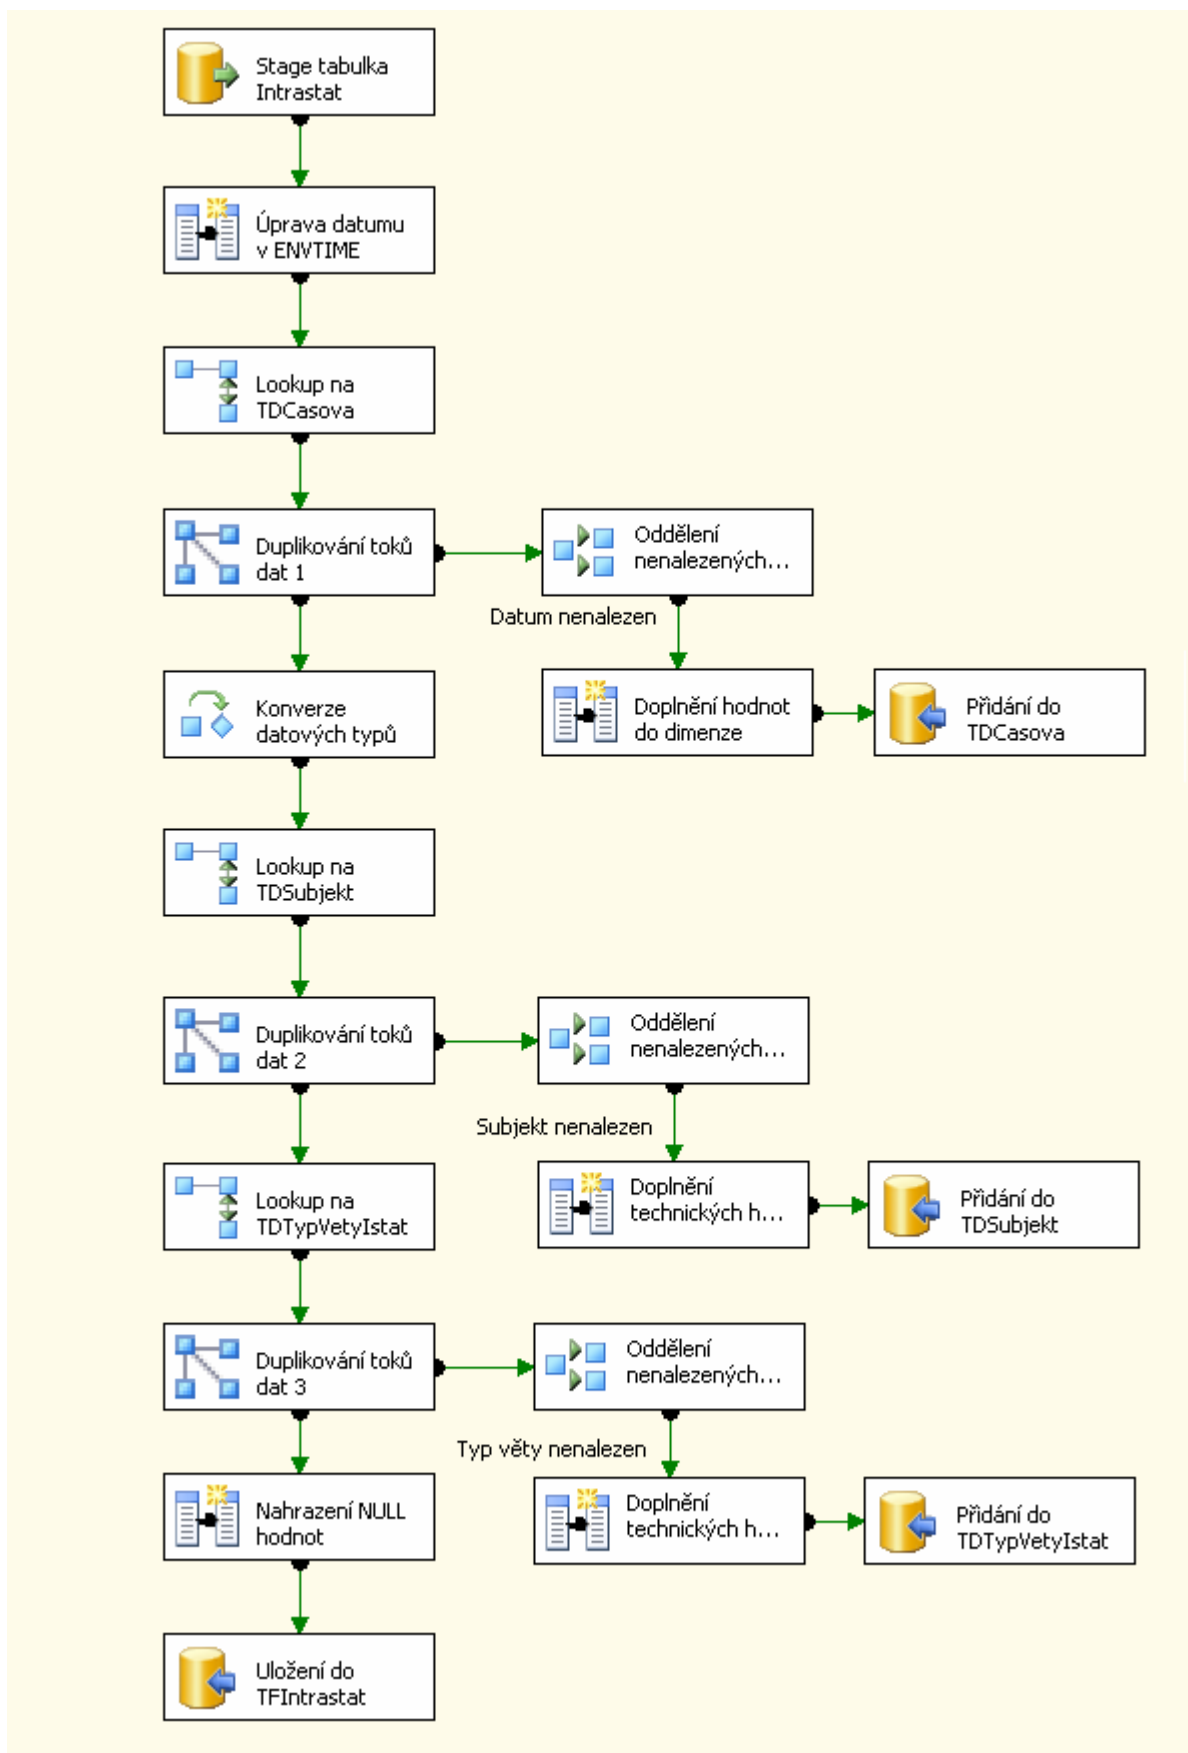 Stage tabulka
Intrastat
Úprava datumu
v ENVTIME
Lookup na
TDCasova
Duplikování toků
dat 1
Oddělení
nenalezených...
Datum nenalezen
Konverze
datových typů
Doplnění hodnot
do dimenze
Přidání do
TDCasova
Lookup na
TDSubjekt
Duplikování toků
dat 2
Oddělení
nenalezených...
Subjekt nenalezen
Lookup na
TDTypVetyIstat
Doplnění
technických h...
Přidání do
TDSubjekt
Duplikování toků
dat 3
Oddělení
nenalezených...
Typ věty nenalezen
Nahrazení NULL
hodnot
Doplnění
technických h...
Přidání do
TDTypVetyIstat
Uložení do
TFIntrastat